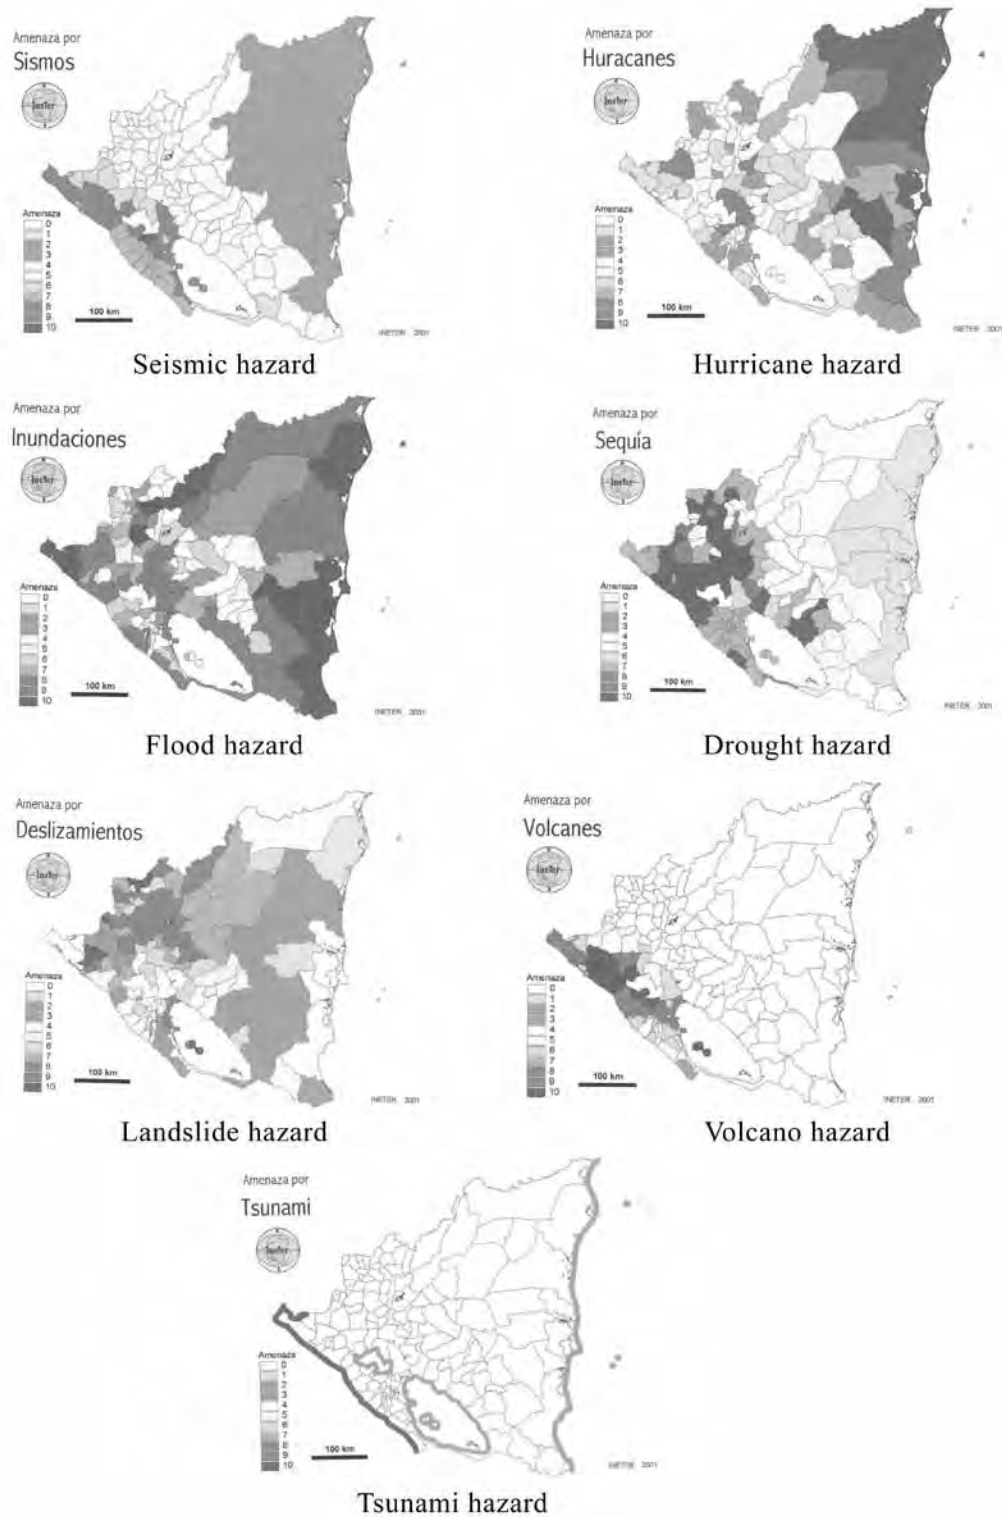 Amenaza por
Sismos
Ineter
Amenaza
0
1
2
3
4
5
6
7
8
9
10
100 km
INETER 2001
Seismic hazard
Amenaza por
Huracanes
Ineter
Amenaza
0
1
2
3
4
5
6
7
8
9
10
100 km
INETER 2001
Hurricane hazard
Amenaza por
Inundaciones
Ineter
Amenaza
0
1
2
3
4
5
6
7
8
9
10
100 km
INETER 2001
Flood hazard
Amenaza por
Sequía
Ineter
Amenaza
0
1
2
3
4
5
6
7
8
9
10
100 km
INETER 2001
Drought hazard
Amenaza por
Deslizamientos
Ineter
Amenaza
0
1
2
3
4
5
6
7
8
9
10
100 km
INETER 2001
Landslide hazard
Amenaza por
Volcanes
Ineter
Amenaza
0
1
2
3
4
5
6
7
8
9
10
100 km
INETER 2001
Volcano hazard
Amenaza por
Tsunami
Ineter
Amenaza
0
1
2
3
4
5
6
7
8
9
10
100 km
INETER 2001
Tsunami hazard